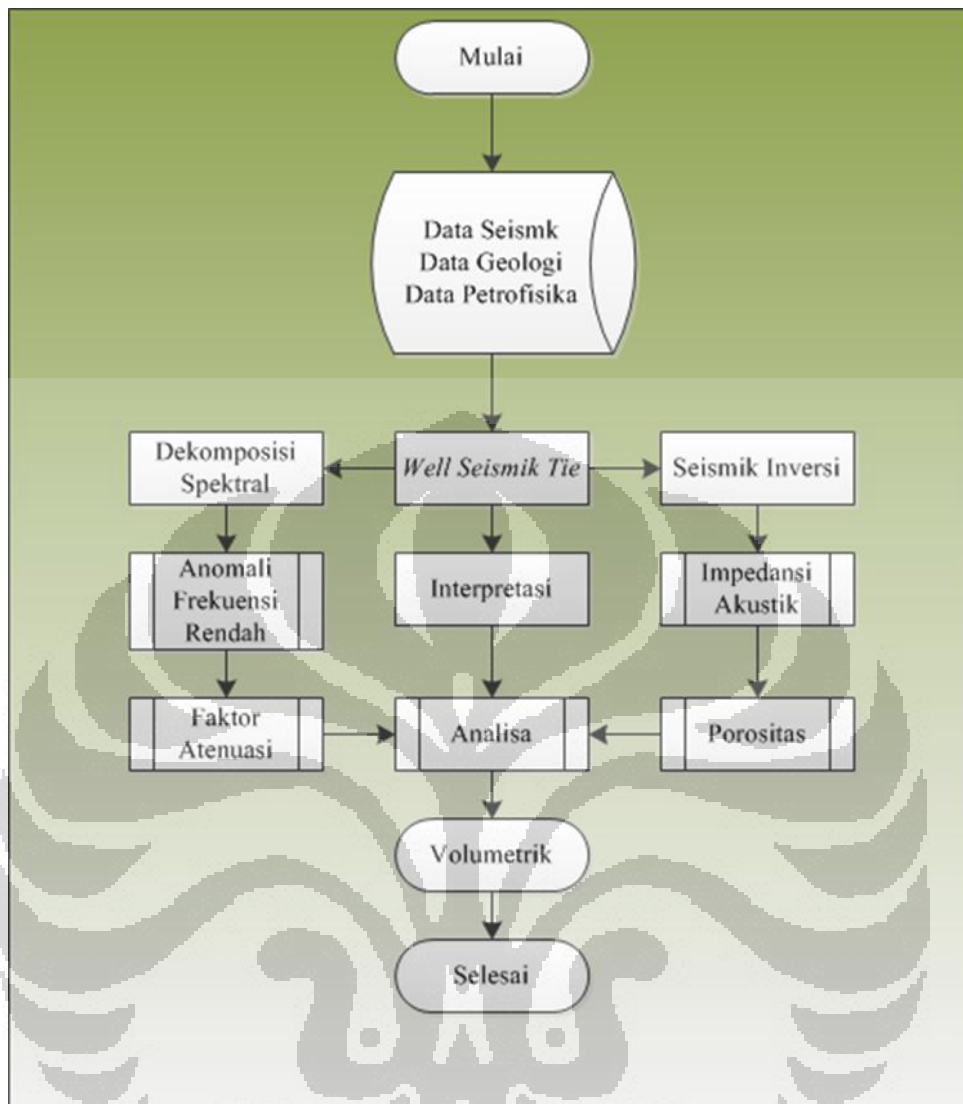 Mulai
Data Seismk
Data Geologi
Data Petrofisika
Dekomposisi
Spektral
Well Seismik Tie
Seismik Inversi
Anomali
Frekuensi
Rendah
Interpretasi
Impedansi
Akustik
Faktor
Atenuasi
Analisa
Porositas
Volumetrik
Selesai